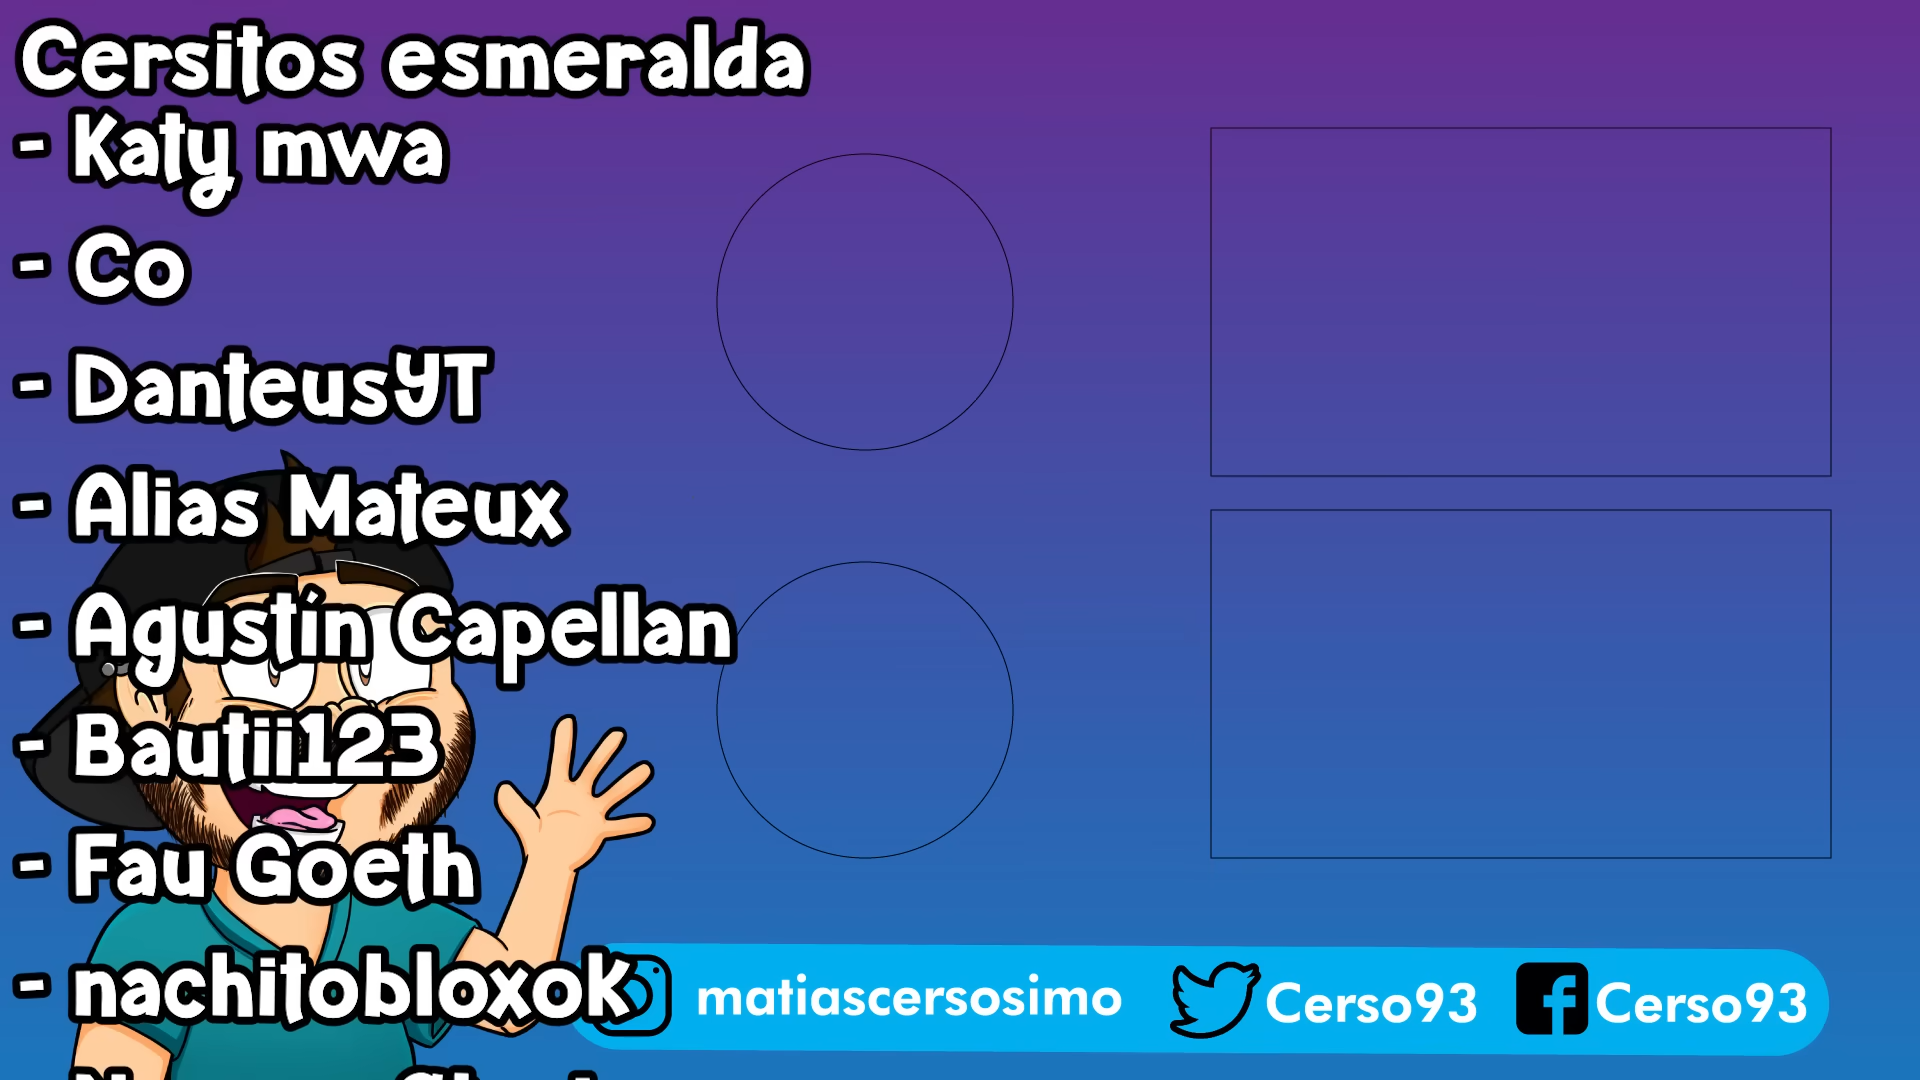 Cersitos esmeralda
- Katy mwa
- Co
- DanteusYT
- Alias Mateux
- Agustín Capellan
- Bautii123
- Fau Goeth
- nachitobloxok
matiascersosimo Cerso93 Cerso93